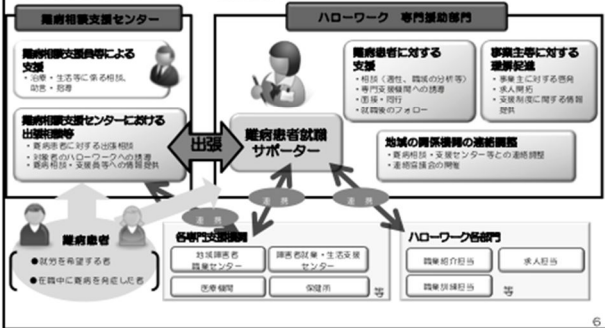 難病相談支援センター
難病相談支援員等による
支援
・治療・生活等に係る相談、
助言・指導
難病相談支援センターにおける
出張相談等
・難病患者に対する出張相談
・対象者のハローワークへの誘導
・難病相談・支援員等への情報提供
出張
ハローワーク 専門援助部門
難病患者就職
サポーター
難病患者に対する
支援
・相談（適性、職域の分析等）
・専門支援機関への誘導
・面接・同行
・就職後のフォロー
事業主等に対する
理解促進
・事業主に対する啓発
・求人開拓
・支援制度に関する情報
提供
地域の関係機関の連絡調整
・難病相談・支援センター等との連絡調整
・連絡協議会の開催
連携
連携
連携
難病患者
●就労を希望する者
●在職中に難病を発症した者
各専門支援機関
地域障害者
職業センター
障害者就業・生活支援
センター
医療機関
保健所
等
ハローワーク各部門
職業紹介担当
求人担当
職業訓練担当
等
6